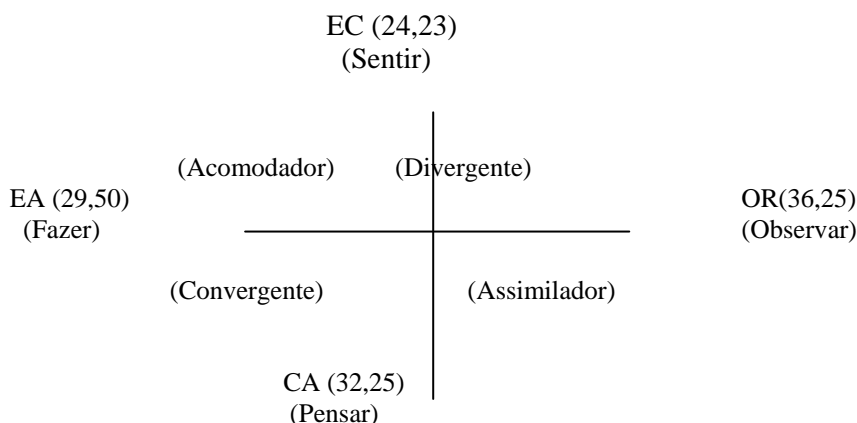 EC (24,23)
(Sentir)
(Acomodador) (Divergente)
EA (29,50) OR(36,25)
(Fazer) (Observar)
(Convergente) (Assimilador)
CA (32,25)
(Pensar)